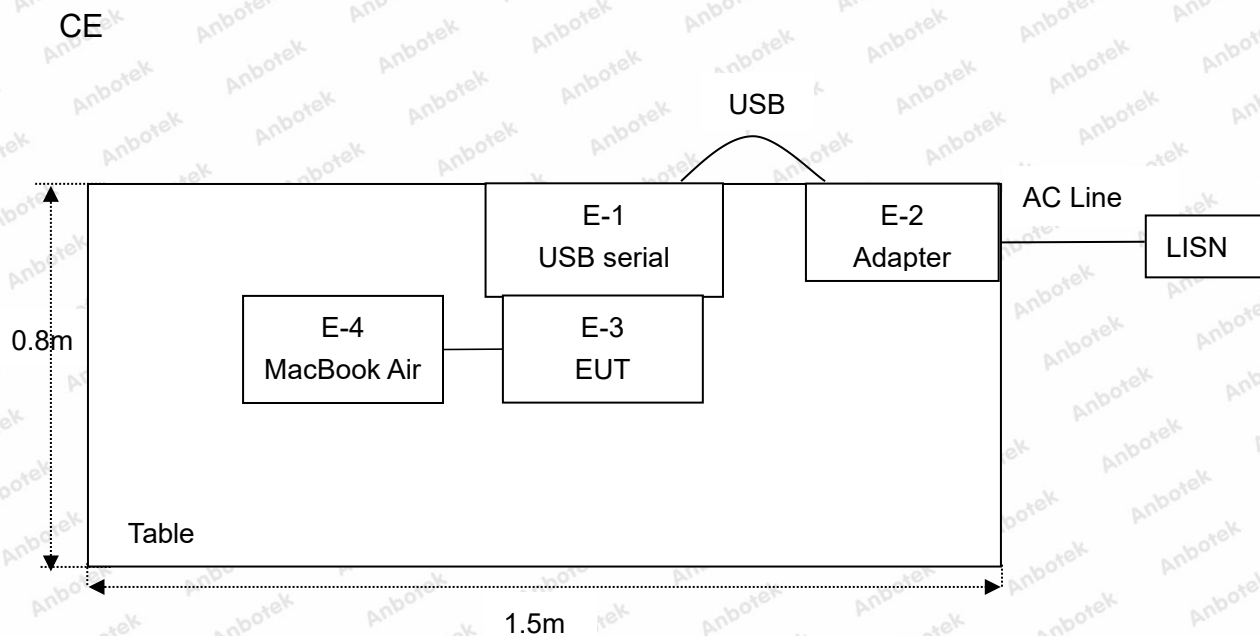 CE
USB
E-1
USB serial
E-2
Adapter
AC Line
LISN
E-4
MacBook Air
E-3
EUT
0.8m
Table
1.5m
Anbotek